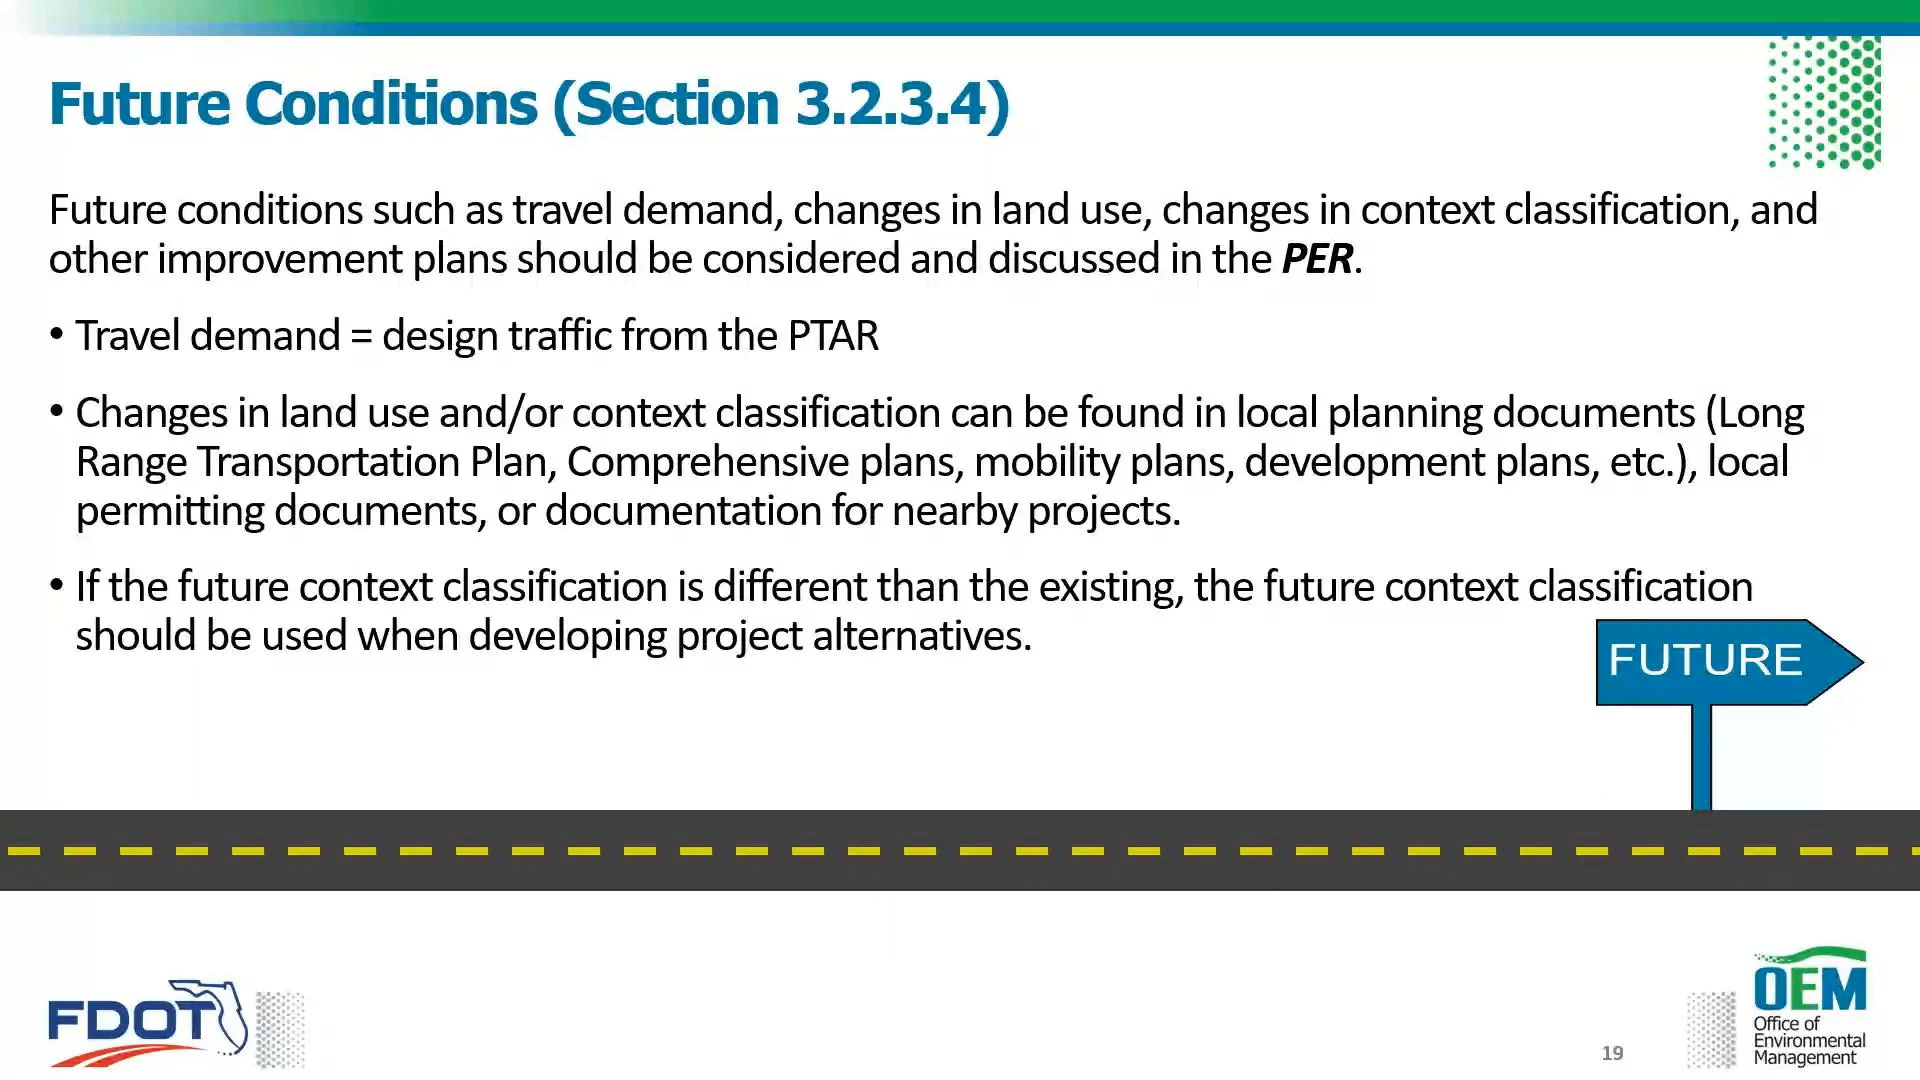 Future Conditions (Section 3.2.3.4)
Future conditions such as travel demand, changes in land use, changes in context classification, and
other improvement plans should be considered and discussed in the PER.
• Travel demand = design traffic from the PTAR
• Changes in land use and/or context classification can be found in local planning documents (Long
Range Transportation Plan, Comprehensive plans, mobility plans, development plans, etc.), local
permitting documents, or documentation for nearby projects.
• If the future context classification is different than the existing, the future context classification
should be used when developing project alternatives.
FUTURE
FDOT
19
OEM
Office of
Environmental
Management